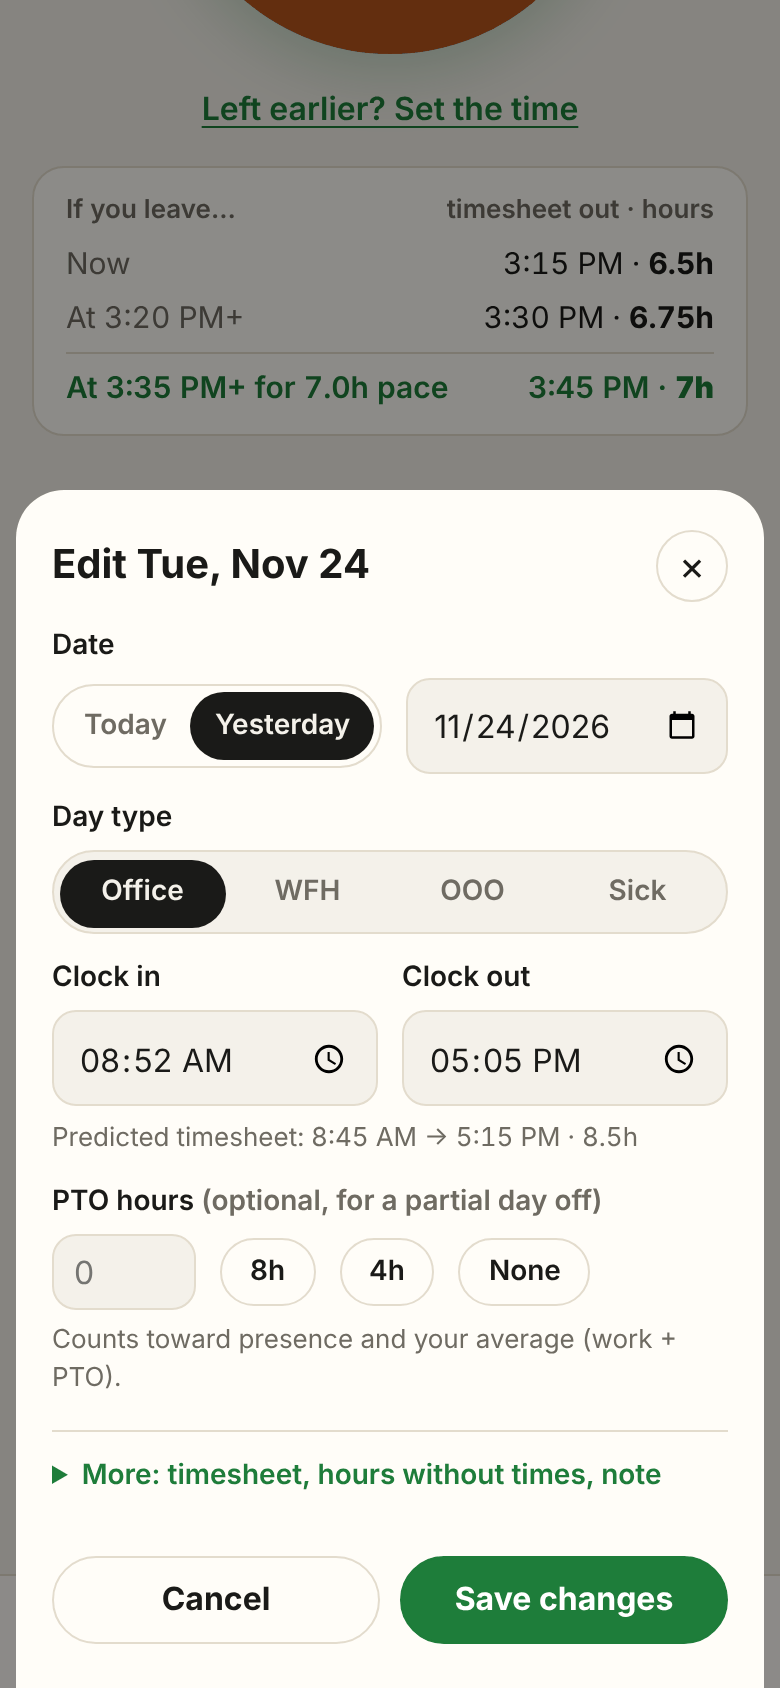 Left earlier? Set the time
If you leave... timesheet out · hours
Now 3:15 PM · 6.5h
At 3:20 PM+ 3:30 PM · 6.75h
At 3:35 PM+ for 7.0h pace 3:45 PM · 7h
Edit Tue, Nov 24
Date
Today Yesterday 11/24/2026
Day type
Office WFH OOO Sick
Clock in Clock out
08:52 AM 05:05 PM
Predicted timesheet: 8:45 AM → 5:15 PM · 8.5h
PTO hours (optional, for a partial day off)
0 8h 4h None
Counts toward presence and your average (work +
PTO).
More: timesheet, hours without times, note
Cancel Save changes